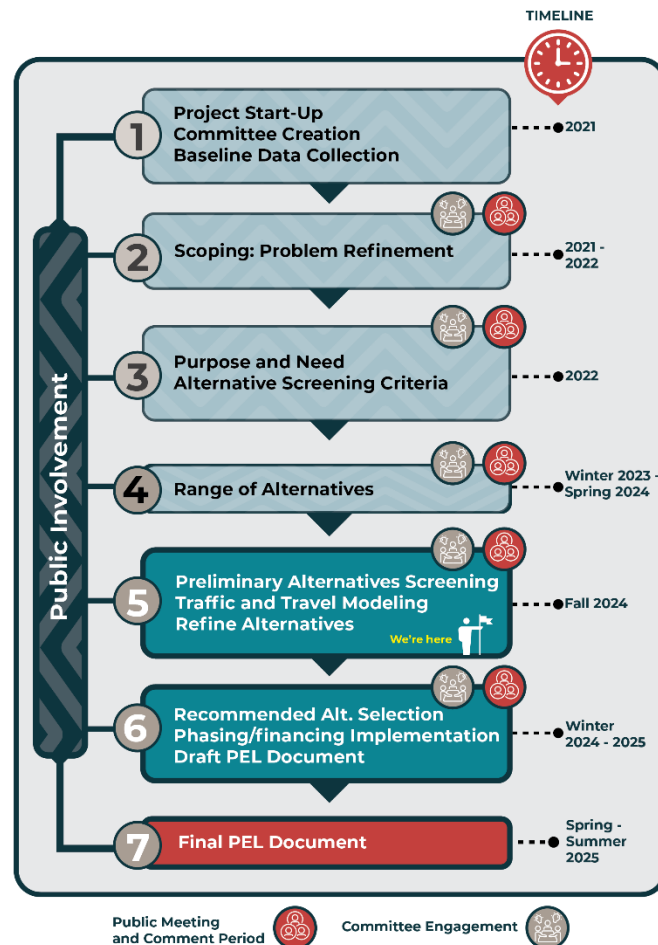 TIMELINE
1
Project Start-Up
Committee Creation
Baseline Data Collection
2021
2
Scoping: Problem Refinement
2021 -
2022
3
Purpose and Need
Alternative Screening Criteria
2022
4
Range of Alternatives
Winter 2023 -
Spring 2024
5
Preliminary Alternatives Screening
Traffic and Travel Modeling
Refine Alternatives
We're here
Fall 2024
6
Recommended Alt. Selection
Phasing/financing Implementation
Draft PEL Document
Winter
2024 - 2025
7
Final PEL Document
Spring -
Summer
2025
Public Involvement
Public Meeting
and Comment Period
Committee Engagement